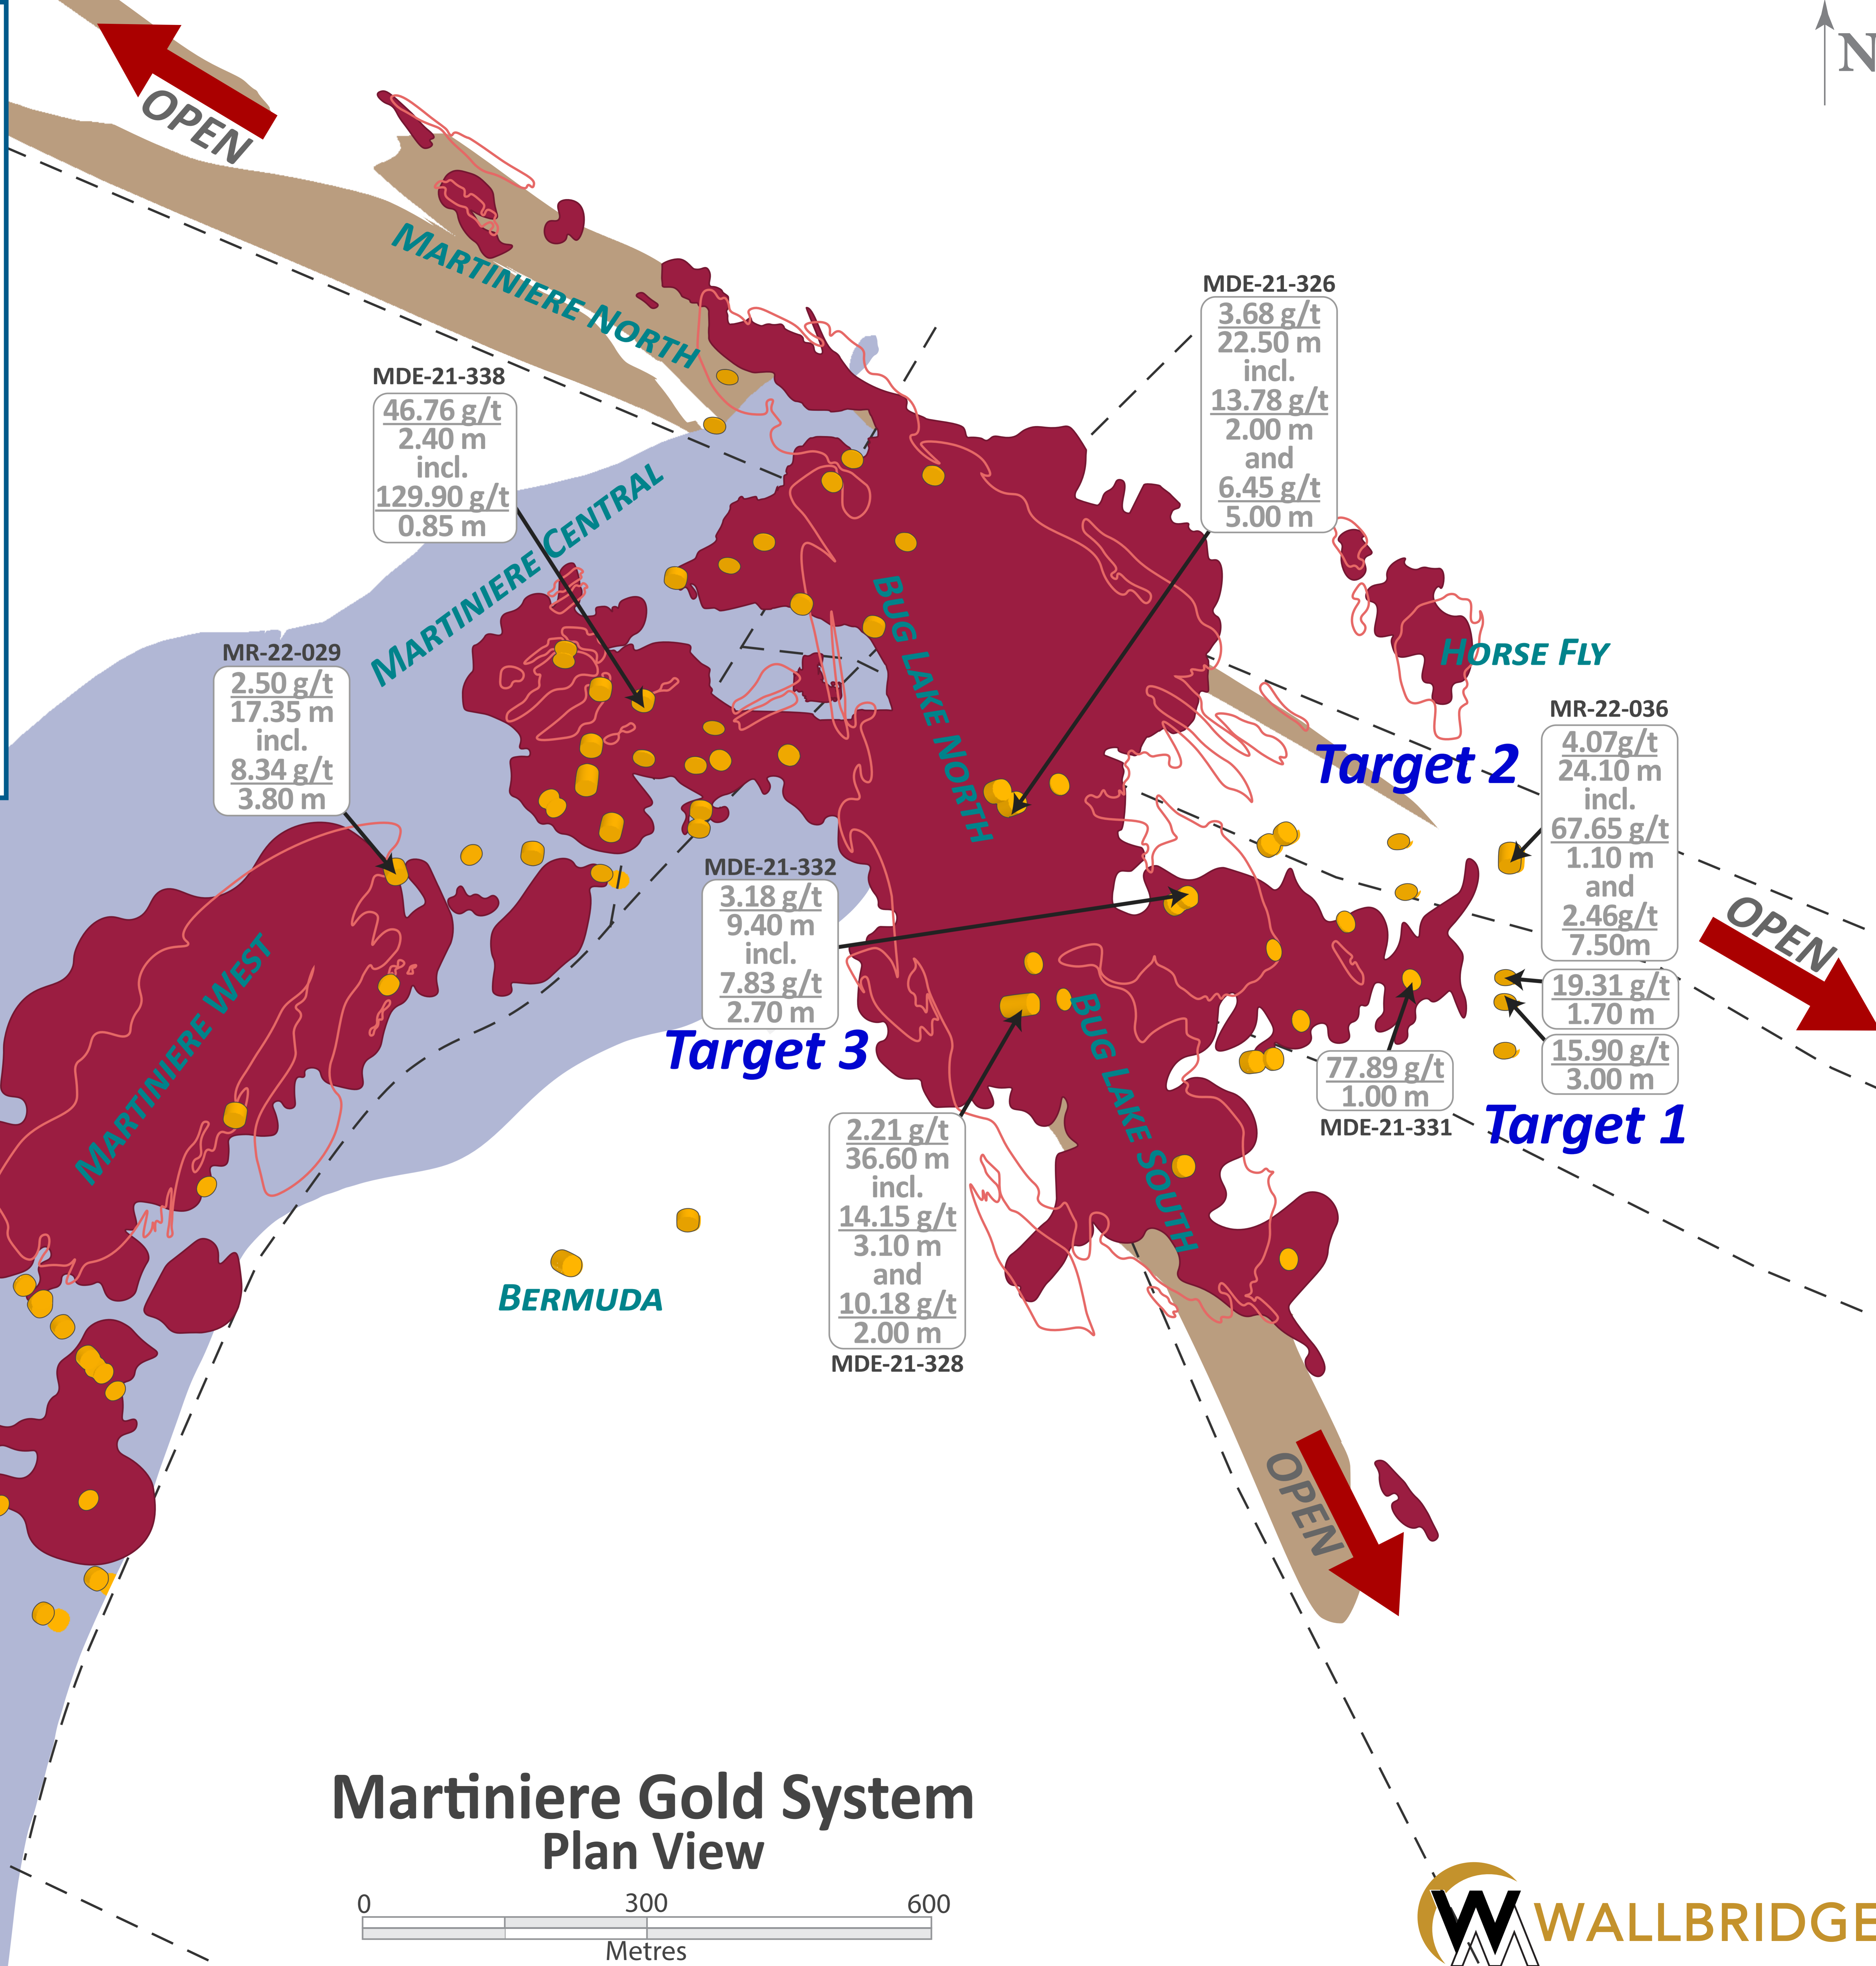 N
OPEN
MARTINIERE NORTH
MDE-21-326
3.68 g/t
22.50 m
incl.
13.78 g/t
2.00 m
and
6.45 g/t
5.00 m
MDE-21-338
46.76 g/t
2.40 m
incl.
129.90 g/t
0.85 m
MARTINIERE CENTRAL
BUG LAKE NORTH
HORSE FLY
MR-22-029
2.50 g/t
17.35 m
incl.
8.34 g/t
3.80 m
Target 2
MR-22-036
4.07g/t
24.10 m
incl.
67.65 g/t
1.10 m
and
2.46g/t
7.50m
19.31 g/t
1.70 m
15.90 g/t
3.00 m
OPEN
MDE-21-332
3.18 g/t
9.40 m
incl.
7.83 g/t
2.70 m
Target 3
MARTINIERE WEST
BUG LAKE SOUTH
77.89 g/t
1.00 m
MDE-21-331
Target 1
2.21 g/t
36.60 m
incl.
14.15 g/t
3.10 m
and
10.18 g/t
2.00 m
MDE-21-328
BERMUDA
OPEN
Martiniere Gold System
Plan View
0 300 600
Metres
WALLBRIDGE